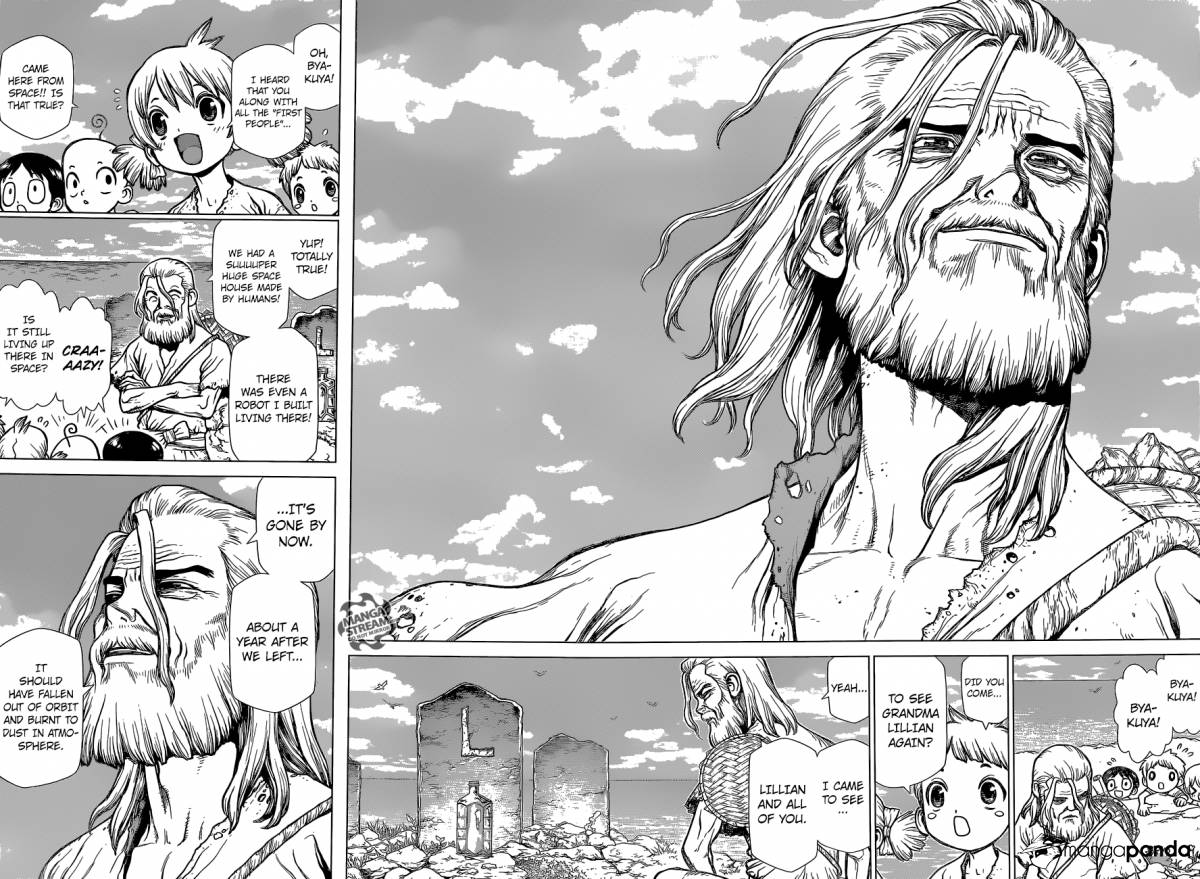 BYA-
KUYA!
BYA-
KUYA!
DID YOU
COME...
TO SEE
GRANDMA
LILLIAN
AGAIN?
YEAH...
I CAME
TO SEE
LILLIAN
AND ALL
OF YOU.
L
OH,
BYA-
KUYA!
I HEARD
THAT YOU
ALONG WITH
ALL THE "FIRST
PEOPLE"...
CAME
HERE FROM
SPACE!! IS
THAT TRUE?
YUP!
TOTALLY
TRUE!
WE HAD A
SUUUUPER
HUGE SPACE
HOUSE MADE
BY HUMANS!
THERE
WAS EVEN A
ROBOT I BUILT
LIVING THERE!
L
CRAA-
AAZY!
IS
IT STILL
LIVING UP
THERE IN
SPACE?
...IT'S
GONE BY
NOW.
ABOUT A
YEAR AFTER
WE LEFT...
IT
SHOULD
HAVE FALLEN
OUT OF ORBIT
AND BURNT TO
DUST IN ATMO-
SPHERE.
MANGA
STREAM
mangapanda